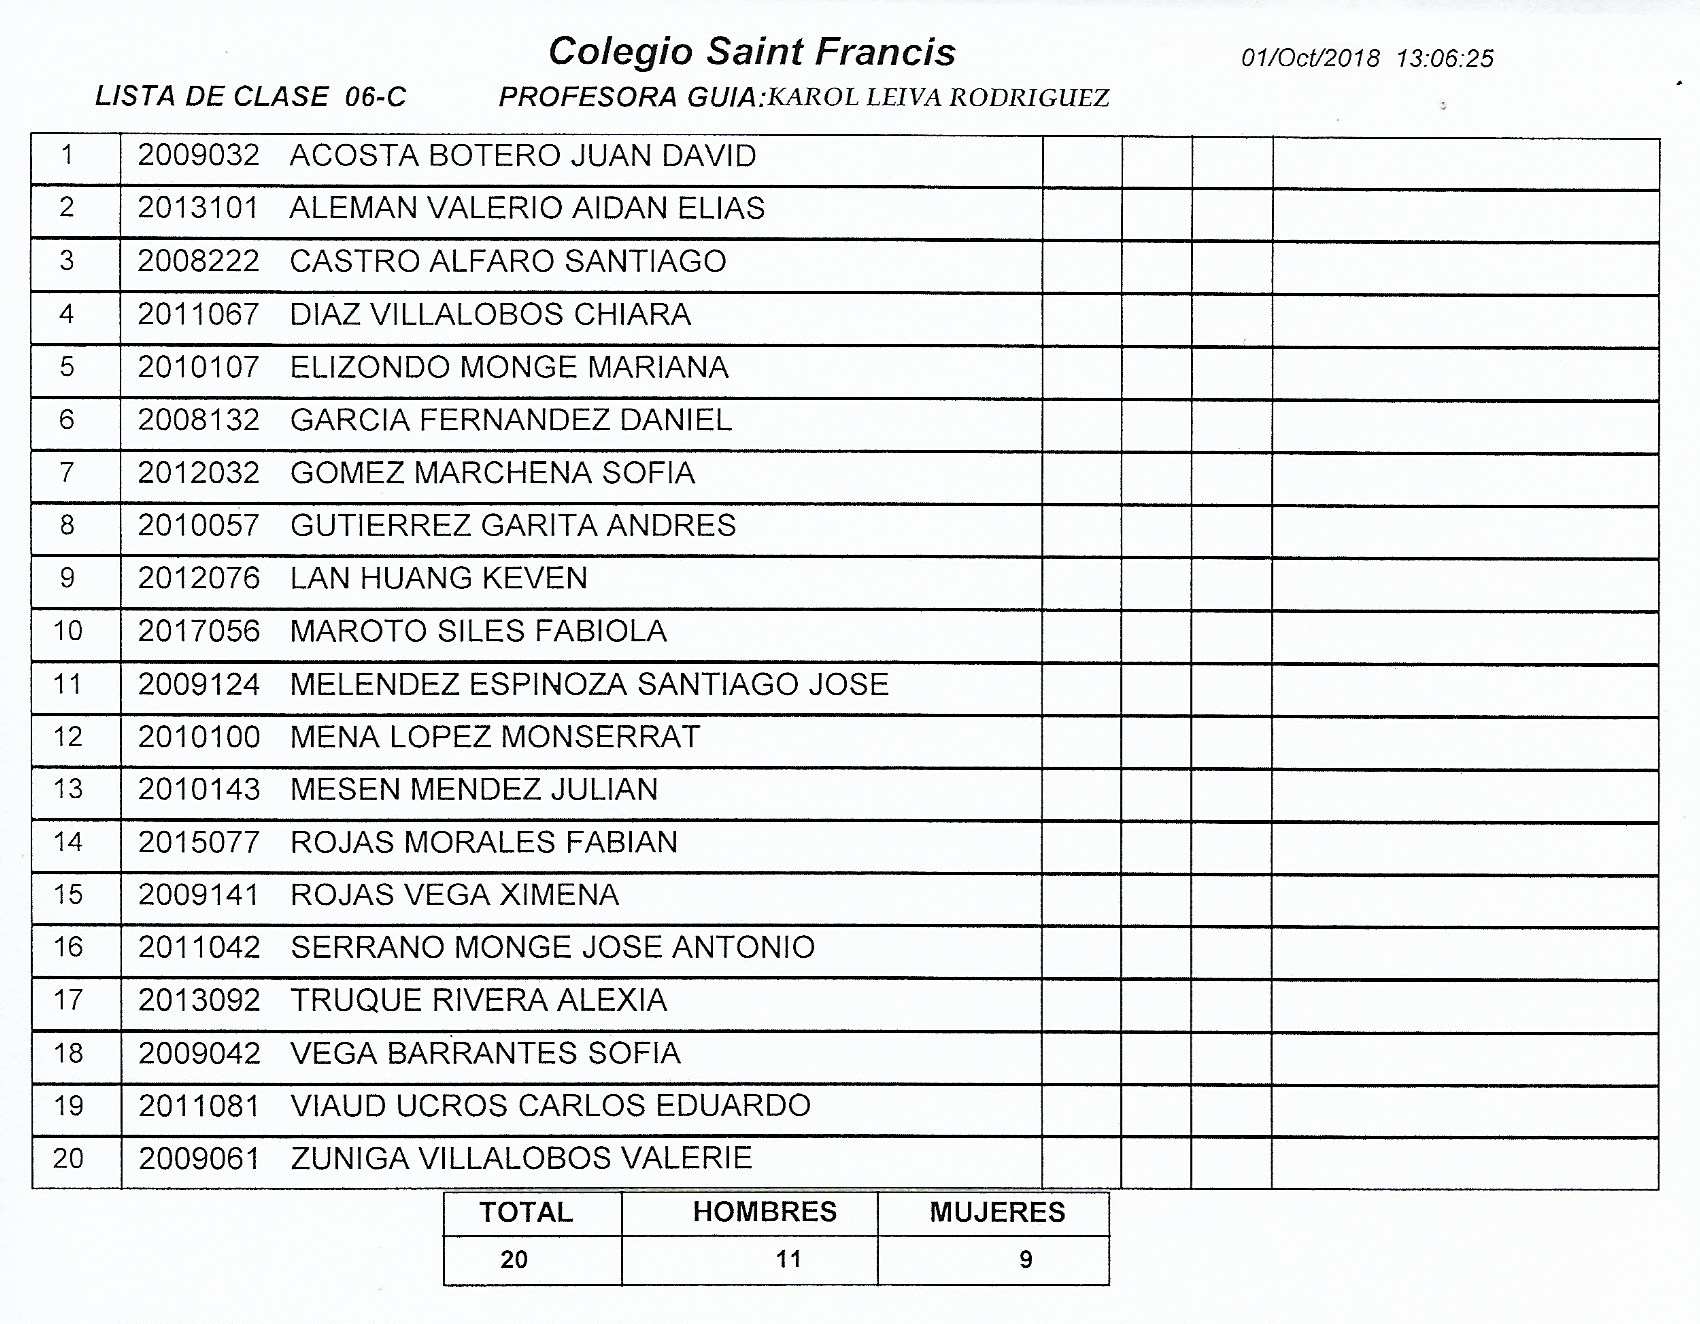 Colegio Saint Francis 01/Oct/2018 13:06:25
LISTA DE CLASE 06-C PROFESORA GUIA:KAROL LEIVA RODRIGUEZ
1 2009032 ACOSTA BOTERO JUAN DAVID
2 2013101 ALEMAN VALERIO AIDAN ELIAS
3 2008222 CASTRO ALFARO SANTIAGO
4 2011067 DIAZ VILLALOBOS CHIARA
5 2010107 ELIZONDO MONGE MARIANA
6 2008132 GARCIA FERNANDEZ DANIEL
7 2012032 GOMEZ MARCHENA SOFIA
8 2010057 GUTIERREZ GARITA ANDRES
9 2012076 LAN HUANG KEVEN
10 2017056 MAROTO SILES FABIOLA
11 2009124 MELENDEZ ESPINOZA SANTIAGO JOSE
12 2010100 MENA LOPEZ MONSERRAT
13 2010143 MESEN MENDEZ JULIAN
14 2015077 ROJAS MORALES FABIAN
15 2009141 ROJAS VEGA XIMENA
16 2011042 SERRANO MONGE JOSE ANTONIO
17 2013092 TRUQUE RIVERA ALEXIA
18 2009042 VEGA BARRANTES SOFIA
19 2011081 VIAUD UCROS CARLOS EDUARDO
20 2009061 ZUNIGA VILLALOBOS VALERIE
TOTAL HOMBRES MUJERES
20 11 9